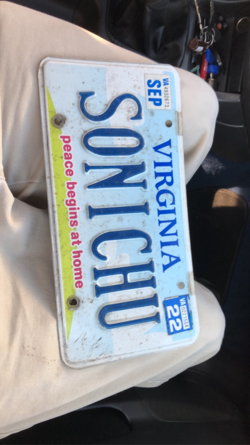 SEP
VIRGINIA
22
SONICHU
peace begins at home